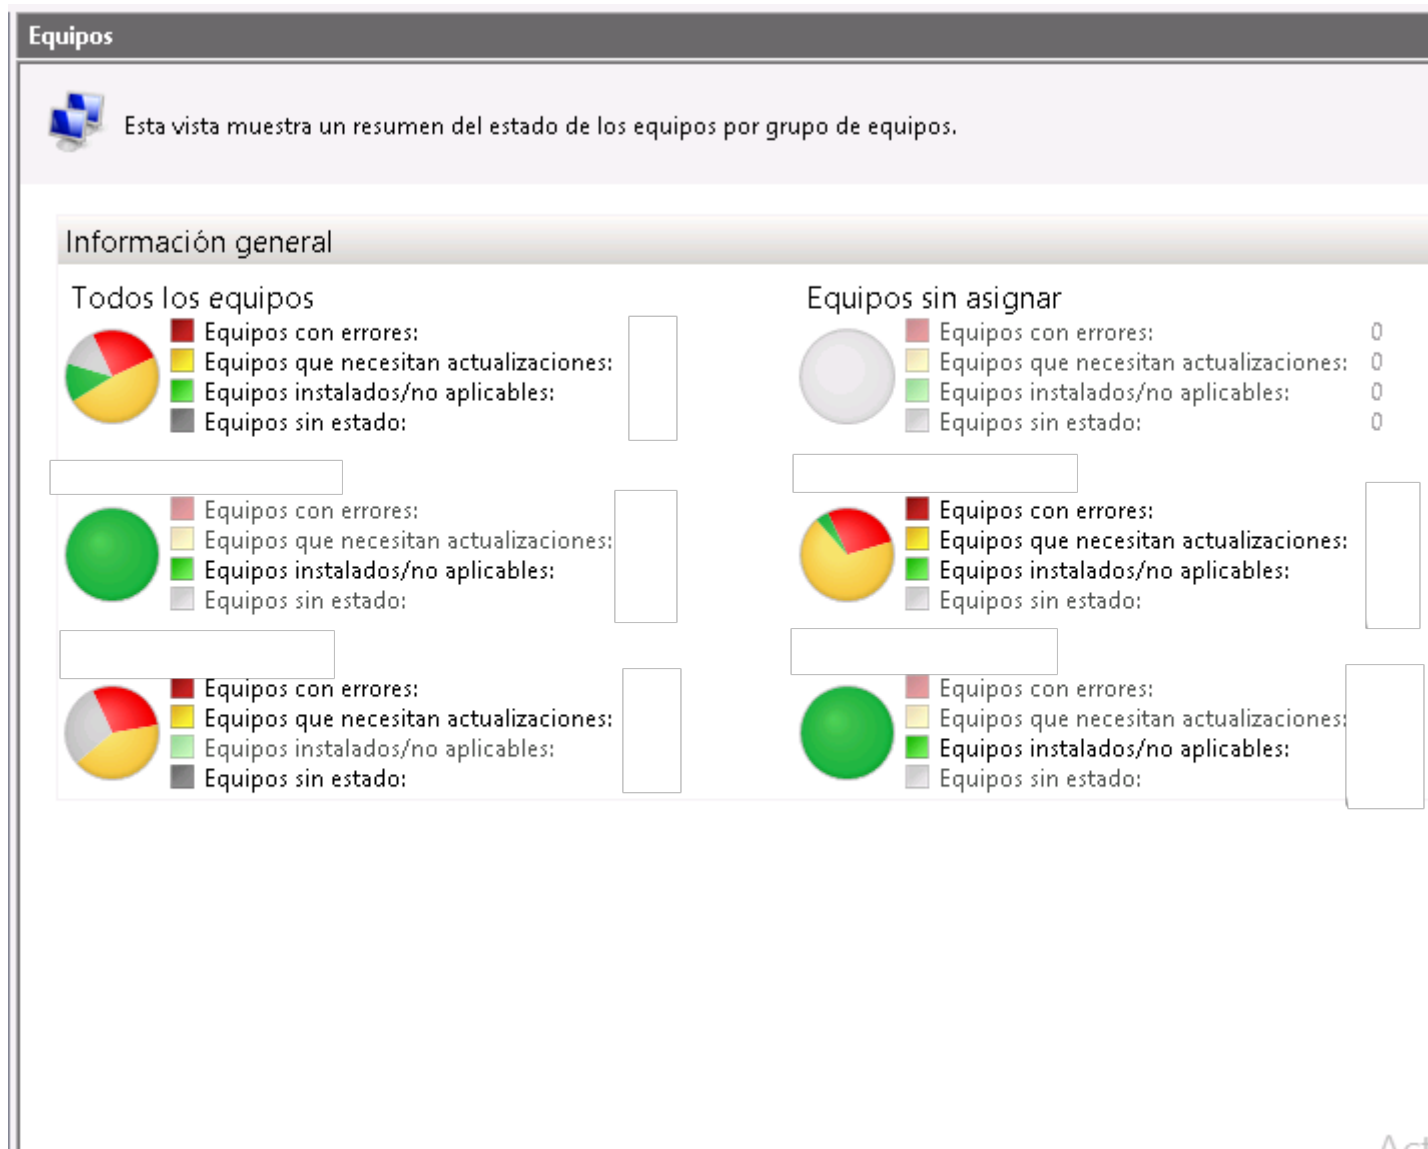 Equipos
Esta vista muestra un resumen del estado de los equipos por grupo de equipos.
Información general
Todos los equipos
Equipos con errores:
Equipos que necesitan actualizaciones:
Equipos instalados/no aplicables:
Equipos sin estado:
Equipos sin asignar
Equipos con errores: 0
Equipos que necesitan actualizaciones: 0
Equipos instalados/no aplicables: 0
Equipos sin estado: 0
Equipos con errores:
Equipos que necesitan actualizaciones:
Equipos instalados/no aplicables:
Equipos sin estado:
Equipos con errores:
Equipos que necesitan actualizaciones:
Equipos instalados/no aplicables:
Equipos sin estado:
Equipos con errores:
Equipos que necesitan actualizaciones:
Equipos instalados/no aplicables:
Equipos sin estado:
Equipos con errores:
Equipos que necesitan actualizaciones:
Equipos instalados/no aplicables:
Equipos sin estado: